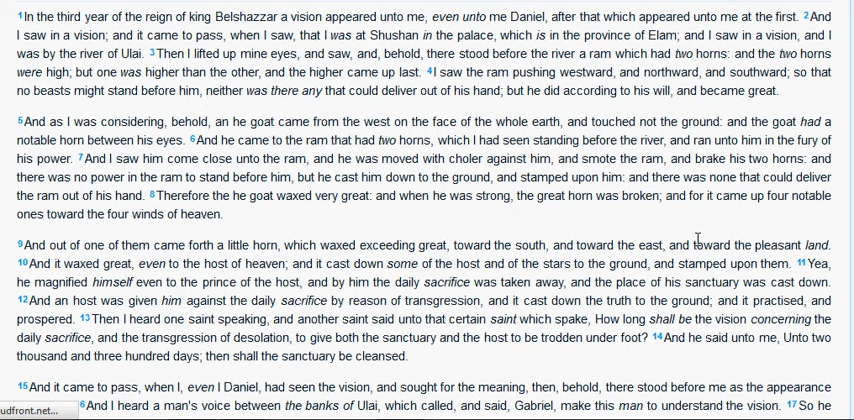 1In the third year of the reign of king Belshazzar a vision appeared unto me, even unto me Daniel, after that which appeared unto me at the first. 2And
I saw in a vision; and it came to pass, when I saw, that I was at Shushan in the palace, which is in the province of Elam; and I saw in a vision, and I
was by the river of Ulai. 3Then I lifted up mine eyes, and saw, and, behold, there stood before the river a ram which had two horns: and the two horns
were high; but one was higher than the other, and the higher came up last. 4I saw the ram pushing westward, and northward, and southward; so that
no beasts might stand before him, neither was there any that could deliver out of his hand; but he did according to his will, and became great.
5And as I was considering, behold, an he goat came from the west on the face of the whole earth, and touched not the ground: and the goat had a
notable horn between his eyes. 6And he came to the ram that had two horns, which I had seen standing before the river, and ran unto him in the fury of
his power. 7And I saw him come close unto the ram, and he was moved with choler against him, and smote the ram, and brake his two horns: and
there was no power in the ram to stand before him, but he cast him down to the ground, and stamped upon him: and there was none that could deliver
the ram out of his hand. 8Therefore the he goat waxed very great: and when he was strong, the great horn was broken; and for it came up four notable
ones toward the four winds of heaven.
9And out of one of them came forth a little horn, which waxed exceeding great, toward the south, and toward the east, and toward the pleasant land.
10And it waxed great, even to the host of heaven; and it cast down some of the host and of the stars to the ground, and stamped upon them. 11Yea,
he magnified himself even to the prince of the host, and by him the daily sacrifice was taken away, and the place of his sanctuary was cast down.
12And an host was given him against the daily sacrifice by reason of transgression, and it cast down the truth to the ground; and it practised, and
prospered. 13Then I heard one saint speaking, and another saint said unto that certain saint which spake, How long shall be the vision concerning the
daily sacrifice, and the transgression of desolation, to give both the sanctuary and the host to be trodden under foot? 14And he said unto me, Unto two
thousand and three hundred days; then shall the sanctuary be cleansed.
15And it came to pass, when I, even I Daniel, had seen the vision, and sought for the meaning, then, behold, there stood before me as the appearance
udfront.net... 6And I heard a man's voice between the banks of Ulai, which called, and said, Gabriel, make this man to understand the vision. 17So he